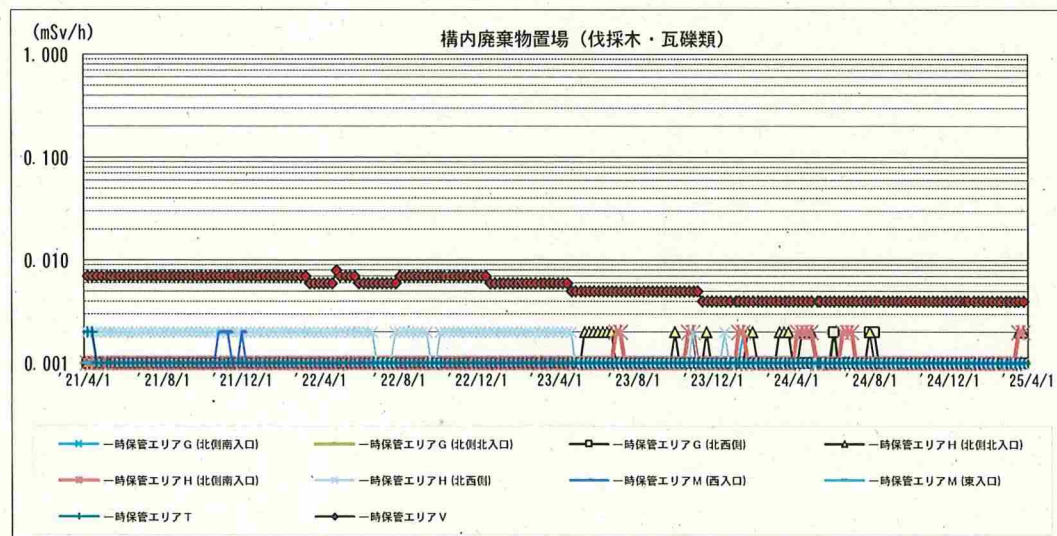 (mSv/h)
構内廃棄物置場（伐採木・瓦礫類）
1.000
0.100
0.010
0.001
'21/4/1 '21/8/1 '21/12/1 '22/4/1 '22/8/1 '22/12/1 '23/4/1 '23/8/1 '23/12/1 '24/4/1 '24/8/1 '24/12/1 '25/4/1
一時保管エリアG(北側南入口) 一時保管エリアG(北側北入口) 一時保管エリアG(北西側) 一時保管エリアH(北側北入口)
一時保管エリアH(北側南入口) 一時保管エリアH(北西側) 一時保管エリアM(西入口) 一時保管エリアM(東入口)
一時保管エリアT 一時保管エリアV